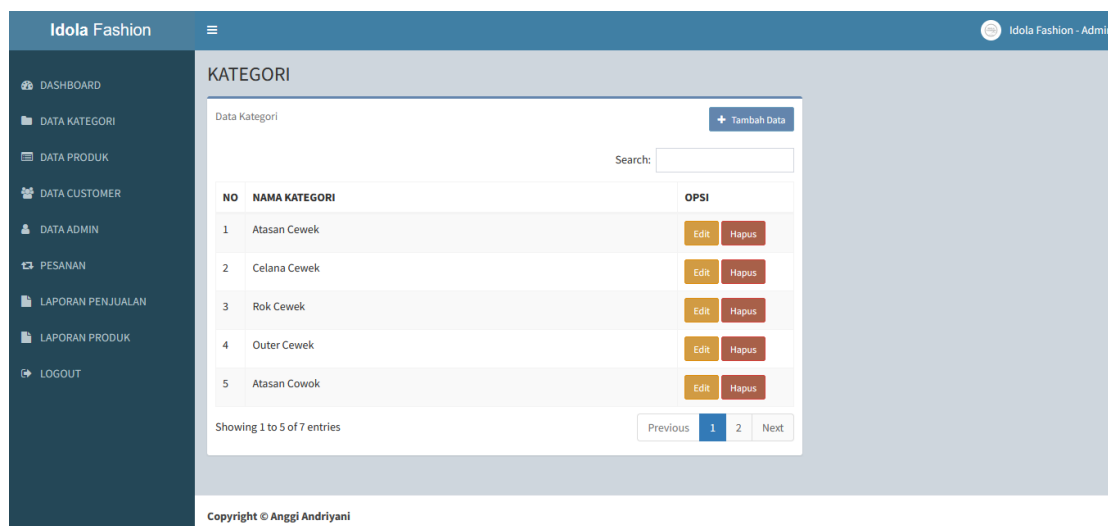 Idola Fashion
Idola Fashion - Admin
DASHBOARD
DATA KATEGORI
DATA PRODUK
DATA CUSTOMER
DATA ADMIN
PESANAN
LAPORAN PENJUALAN
LAPORAN PRODUK
LOGOUT
KATEGORI
Data Kategori
+ Tambah Data
Search:
NO NAMA KATEGORI OPSI
1 Atasan Cewek Edit Hapus
2 Celana Cewek Edit Hapus
3 Rok Cewek Edit Hapus
4 Outer Cewek Edit Hapus
5 Atasan Cowok Edit Hapus
Showing 1 to 5 of 7 entries
Previous 1 2 Next
Copyright © Anggi Andriyani